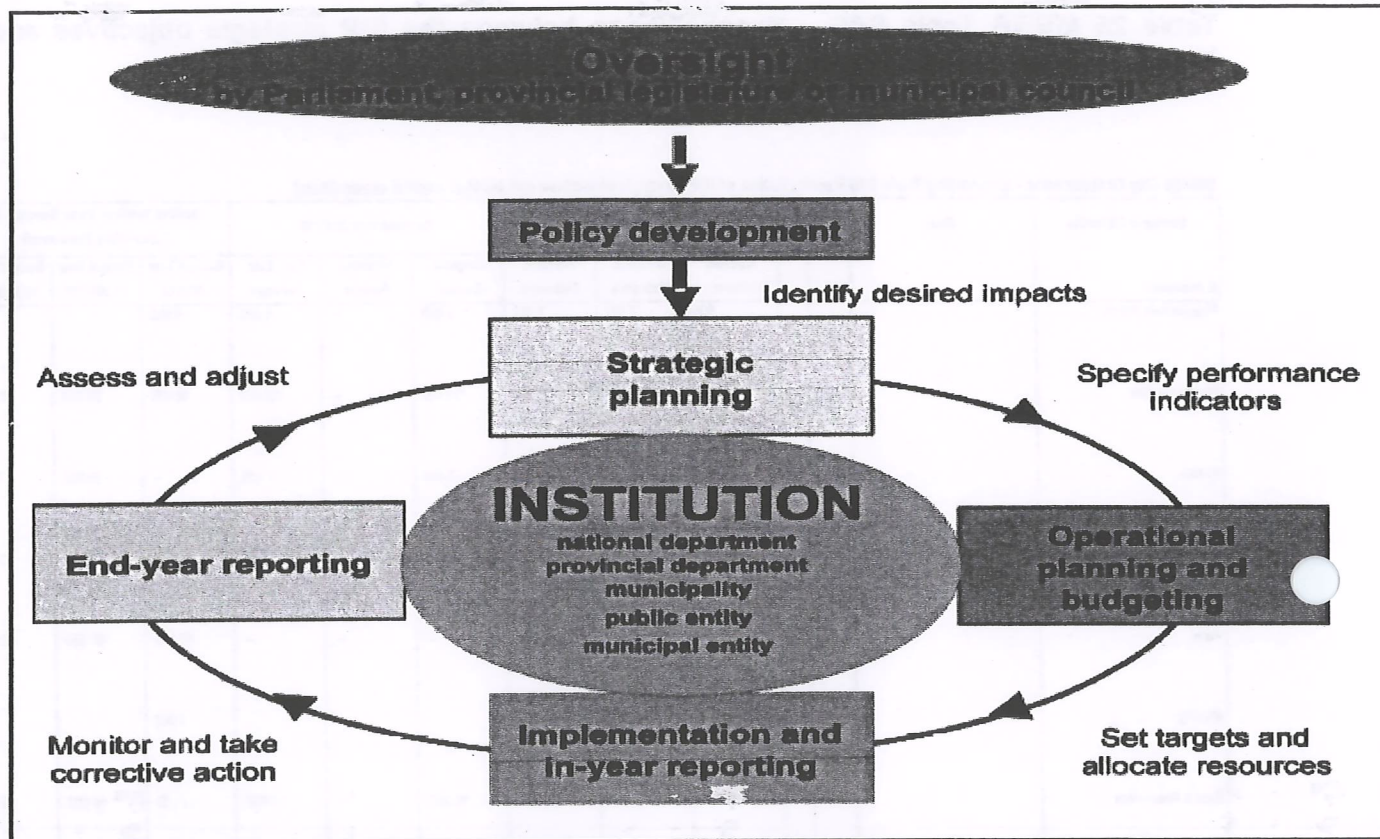 Oversight
by Parliament, provincial legislature or municipal council
Policy development
Identify desired impacts
Strategic
planning
Assess and adjust
Specify performance
indicators
INSTITUTION
national department
provincial department
municipality
public entity
municipal entity
End-year reporting
Operational
planning and
budgeting
Implementation and
in-year reporting
Monitor and take
corrective action
Set targets and
allocate resources